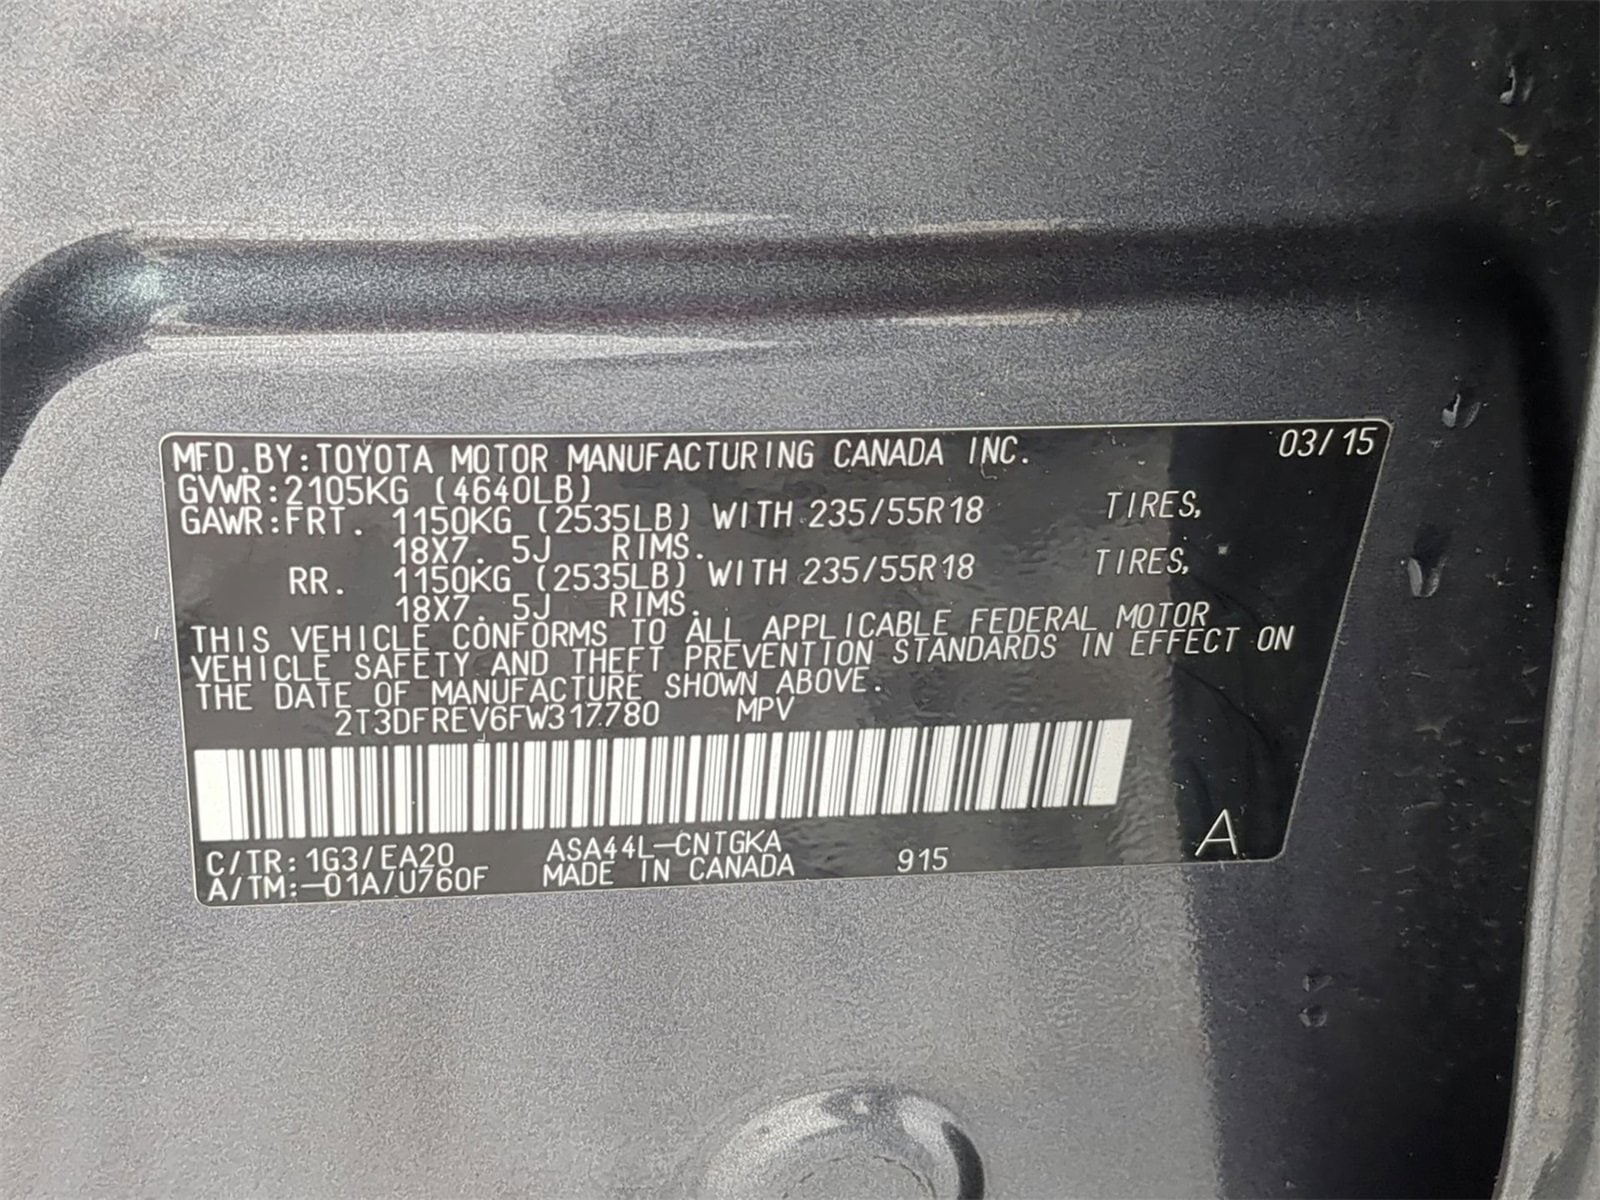 MFD.BY:TOYOTA MOTOR MANUFACTURING CANADA INC. 03/15
GVWR:2105KG (4640LB)
GAWR:FRT. 1150KG (2535LB) WITH 235/55R18 TIRES,
18X7. 5J RIMS.
RR. 1150KG (2535LB) WITH 235/55R18 TIRES,
18X7. 5J RIMS.
THIS VEHICLE CONFORMS TO ALL APPLICABLE FEDERAL MOTOR
VEHICLE SAFETY AND THEFT PREVENTION STANDARDS IN EFFECT ON
THE DATE OF MANUFACTURE SHOWN ABOVE.
2T3DFREV6FW317780 MPV
C/TR:1G3/EA20 ASA44L-CNTGKA 915 A
A/TM:-01A/U760F MADE IN CANADA